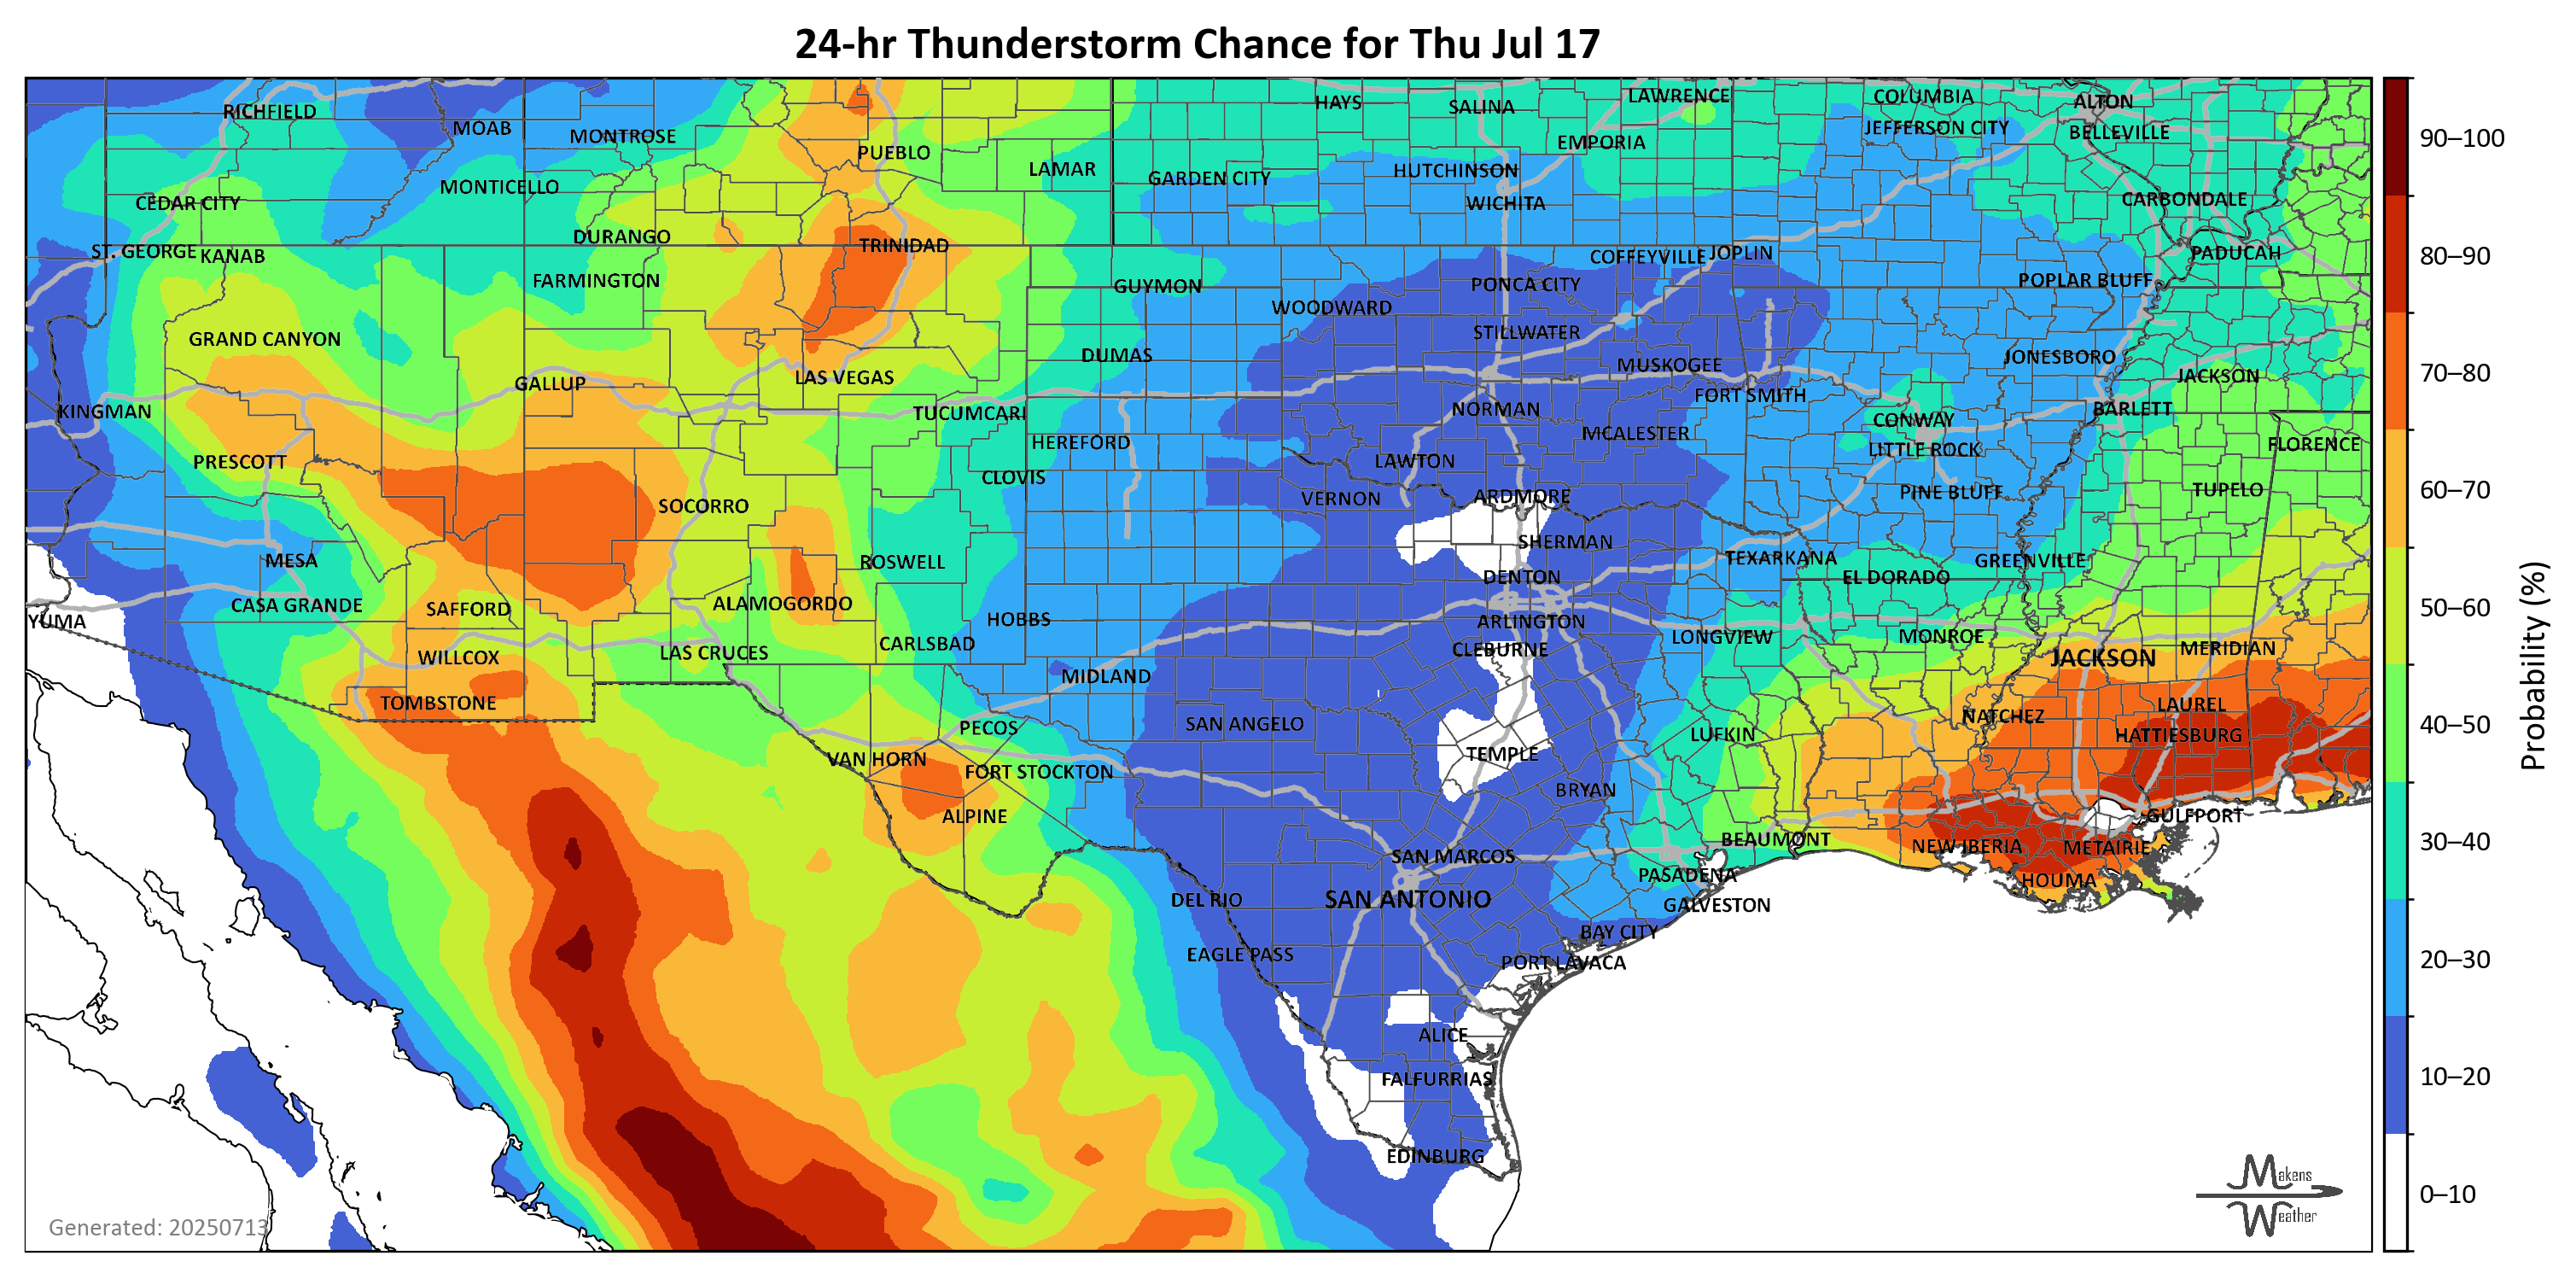 24-hr Thunderstorm Chance for Thu Jul 17
RICHFIELD
MOAB
MONTROSE
PUEBLO
LAMAR
HAYS
SALINA
LAWRENCE
COLUMBIA
ALTON
EMPORIA
JEFFERSON CITY
BELLEVILLE
MONTICELLO
CEDAR CITY
GARDEN CITY
HUTCHINSON
WICHITA
CARBONDALE
ST. GEORGE
KANAB
DURANGO
TRINIDAD
FARMINGTON
GUYMON
COFFEYVILLE
JOPLIN
PADUCAH
PONCA CITY
POPLAR BLUFF
WOODWARD
STILLWATER
GRAND CANYON
DUMAS
MUSKOGEE
JONESBORO
GALLUP
LAS VEGAS
FORT SMITH
JACKSON
KINGMAN
TUCUMCARI
NORMAN
CONWAY
BARLETT
PRESCOTT
HEREFORD
MCALESTER
LITTLE ROCK
FLORENCE
CLOVIS
LAWTON
SOCORRO
VERNON
ARDMORE
PINE BLUFF
TUPELO
MESA
ROSWELL
SHERMAN
TEXARKANA
GREENVILLE
DENTON
EL DORADO
CASA GRANDE
SAFFORD
ALAMOGORDO
YUMA
HOBBS
ARLINGTON
LONGVIEW
MONROE
WILLCOX
LAS CRUCES
CARLSBAD
CLEBURNE
JACKSON
MERIDIAN
TOMBSTONE
MIDLAND
NATCHEZ
LAUREL
PECOS
SAN ANGELO
LUFKIN
HATTIESBURG
VAN HORN
FORT STOCKTON
TEMPLE
BRYAN
ALPINE
GULFPORT
SAN MARCOS
BEAUMONT
NEW IBERIA
METAIRIE
PASADENA
HOUMA
DEL RIO
SAN ANTONIO
GALVESTON
BAY CITY
EAGLE PASS
PORT LAVACA
ALICE
FALFURRIAS
EDINBURG
Generated: 20250713
Makens
Weather
90–100
80–90
70–80
60–70
50–60
40–50
30–40
20–30
10–20
0–10
Probability (%)